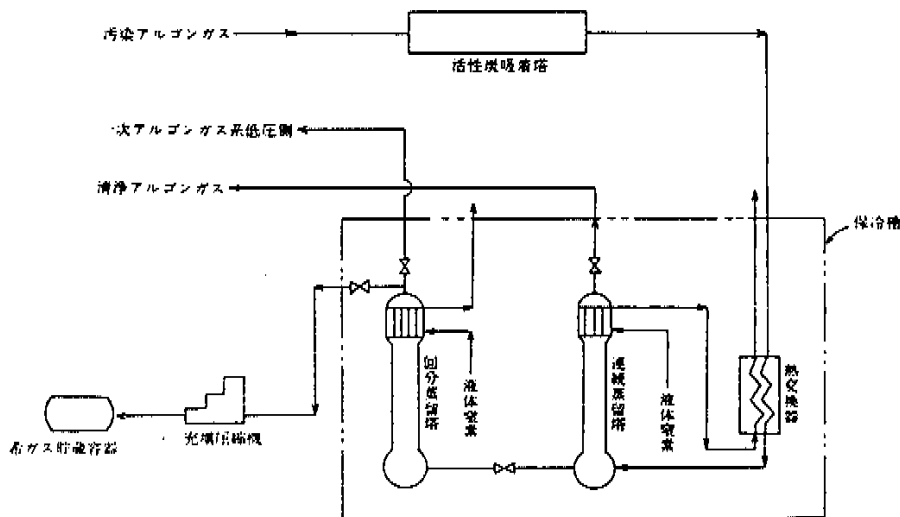 汚染アルゴンガス
活性炭吸着塔
一次アルゴンガス系低圧側
清浄アルゴンガス
保冷槽
回分蒸留塔
液体窒素
連続蒸留塔
液体窒素
熱交換器
希ガス貯蔵容器
充填圧縮機